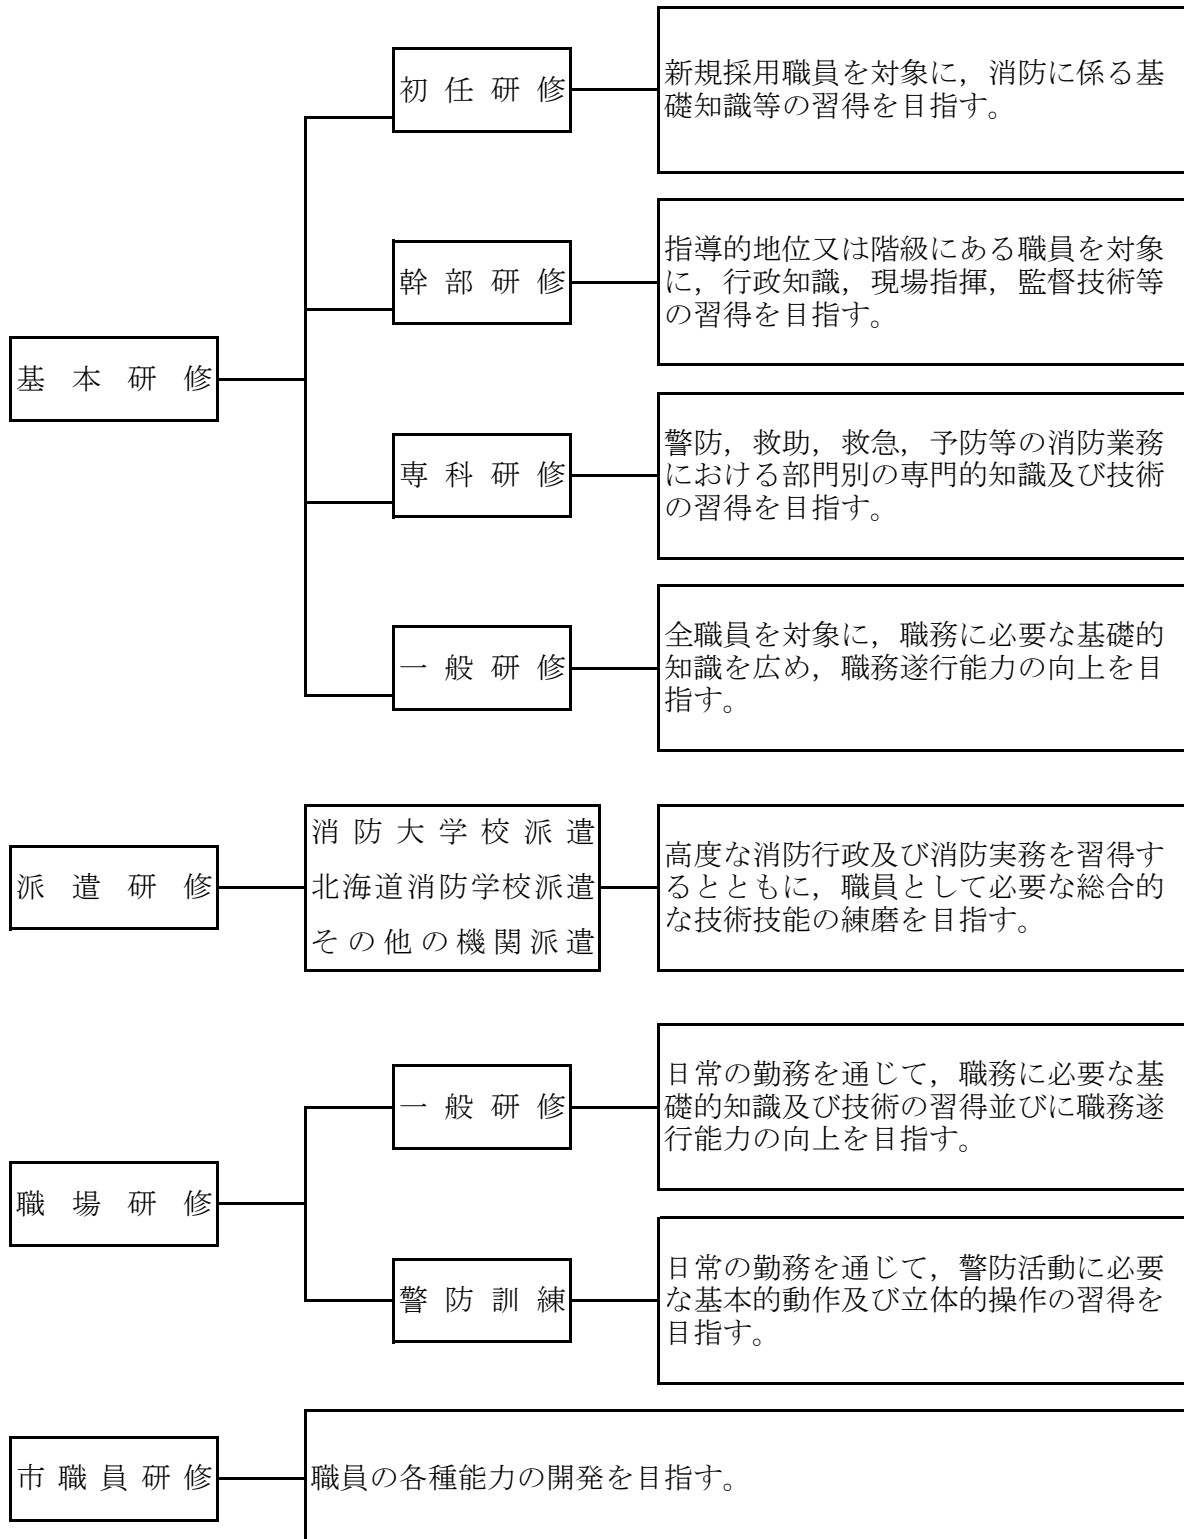 初任研修
新規採用職員を対象に，消防に係る基
礎知識等の習得を目指す。
幹部研修
指導的地位又は階級にある職員を対象
に，行政知識，現場指揮，監督技術等
の習得を目指す。
基本研修
専科研修
警防，救助，救急，予防等の消防業務
における部門別の専門的知識及び技術
の習得を目指す。
一般研修
全職員を対象に，職務に必要な基礎的
知識を広め，職務遂行能力の向上を目
指す。
派遣研修
消防大学校派遣
北海道消防学校派遣
その他の機関派遣
高度な消防行政及び消防実務を習得す
るとともに，職員として必要な総合的
な技術技能の練磨を目指す。
職場研修
一般研修
日常の勤務を通じて，職務に必要な基
礎的知識及び技術の習得並びに職務遂
行能力の向上を目指す。
警防訓練
日常の勤務を通じて，警防活動に必要
な基本的動作及び立体的操作の習得を
目指す。
市職員研修
職員の各種能力の開発を目指す。